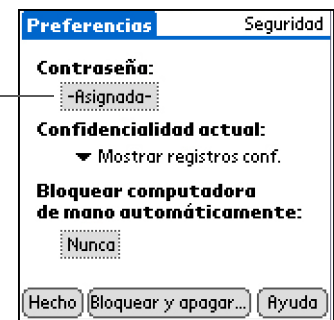 Preferencias Seguridad
Contraseña:
-Asignada-
Confidencialidad actual:
Mostrar registros conf.
Bloquear computadora
de mano automáticamente:
Nunca
Hecho Bloquear y apagar... Ayuda